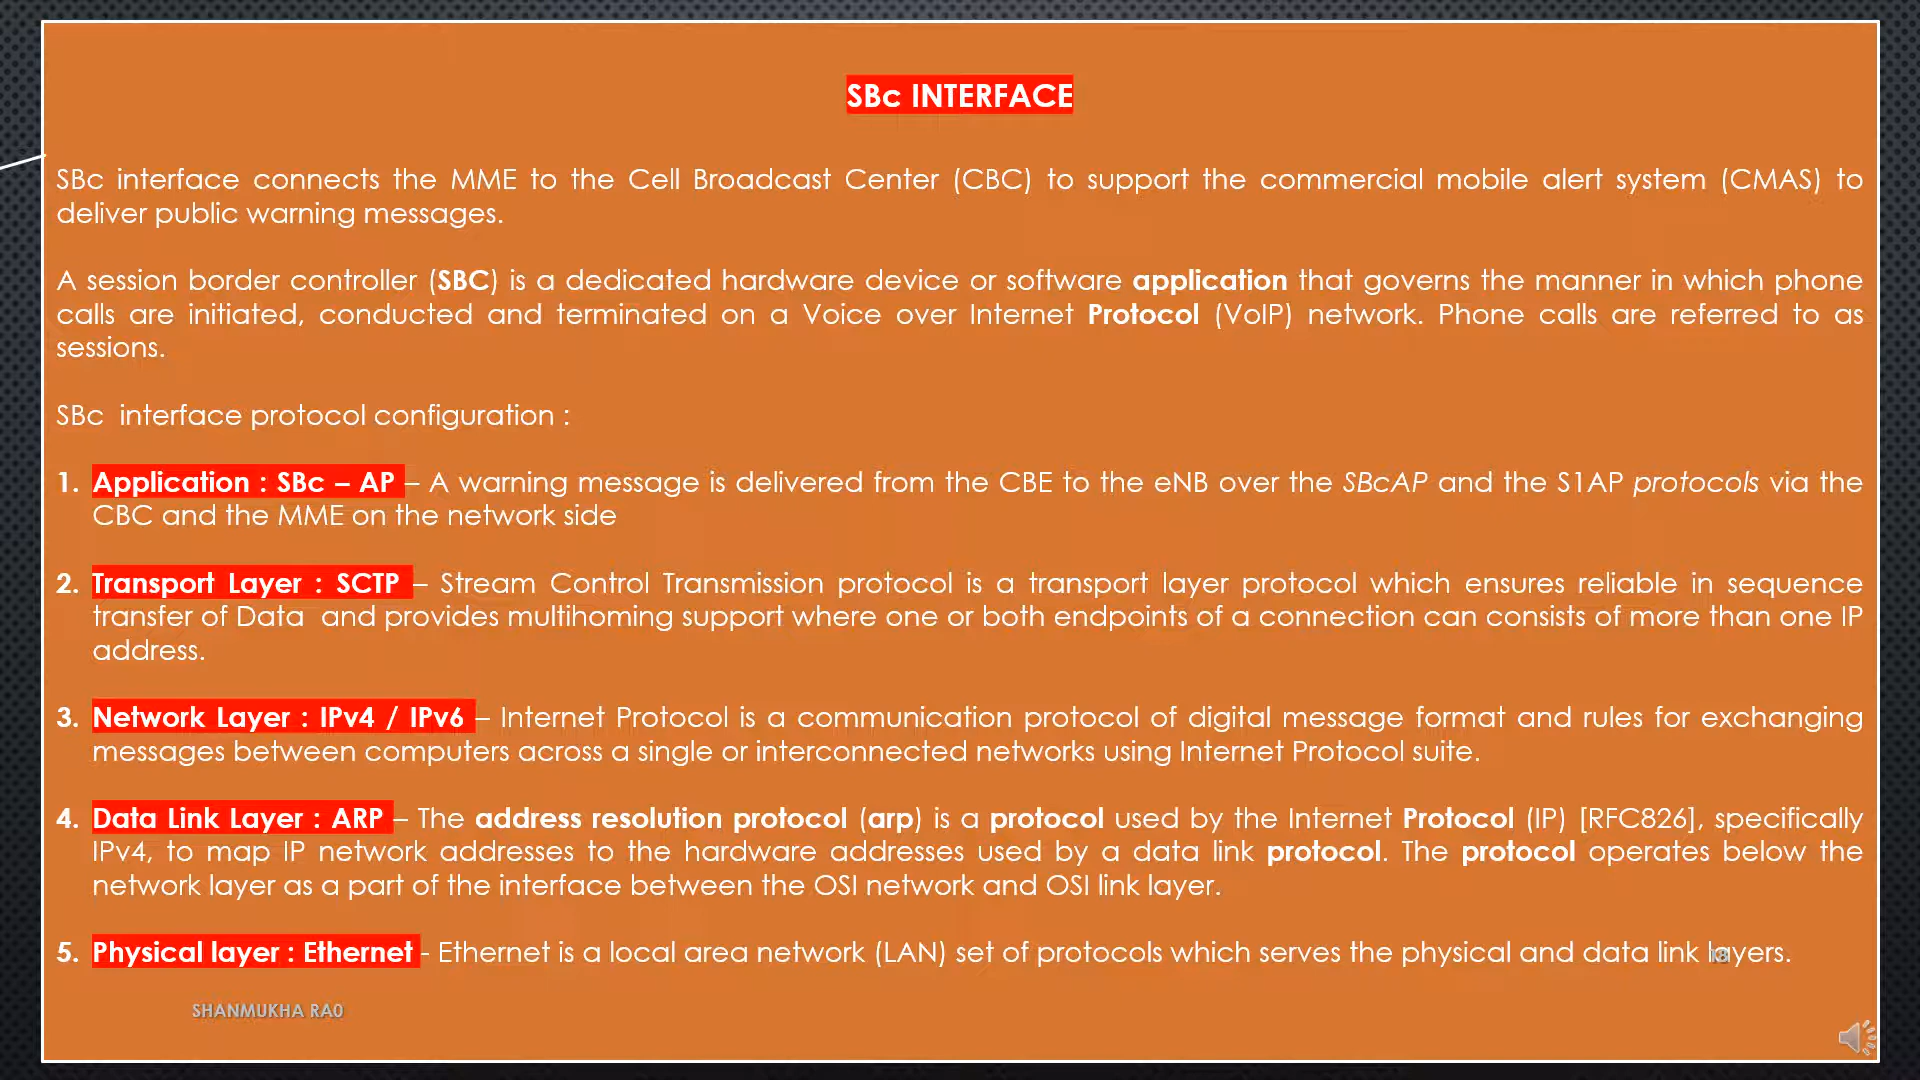 SBc INTERFACE
SBc interface connects the MME to the Cell Broadcast Center (CBC) to support the commercial mobile alert system (CMAS) to
deliver public warning messages.
A session border controller (SBC) is a dedicated hardware device or software application that governs the manner in which phone
calls are initiated, conducted and terminated on a Voice over Internet Protocol (VoIP) network. Phone calls are referred to as
sessions.
SBc interface protocol configuration :
1. Application : SBc – AP – A warning message is delivered from the CBE to the eNB over the SBcAP and the S1AP protocols via the
CBC and the MME on the network side
2. Transport Layer : SCTP – Stream Control Transmission protocol is a transport layer protocol which ensures reliable in sequence
transfer of Data and provides multihoming support where one or both endpoints of a connection can consists of more than one IP
address.
3. Network Layer : IPv4 / IPv6 – Internet Protocol is a communication protocol of digital message format and rules for exchanging
messages between computers across a single or interconnected networks using Internet Protocol suite.
4. Data Link Layer : ARP – The address resolution protocol (arp) is a protocol used by the Internet Protocol (IP) [RFC826], specifically
IPv4, to map IP network addresses to the hardware addresses used by a data link protocol. The protocol operates below the
network layer as a part of the interface between the OSI network and OSI link layer.
5. Physical layer : Ethernet - Ethernet is a local area network (LAN) set of protocols which serves the physical and data link layers.
SHANMUKHA RA0